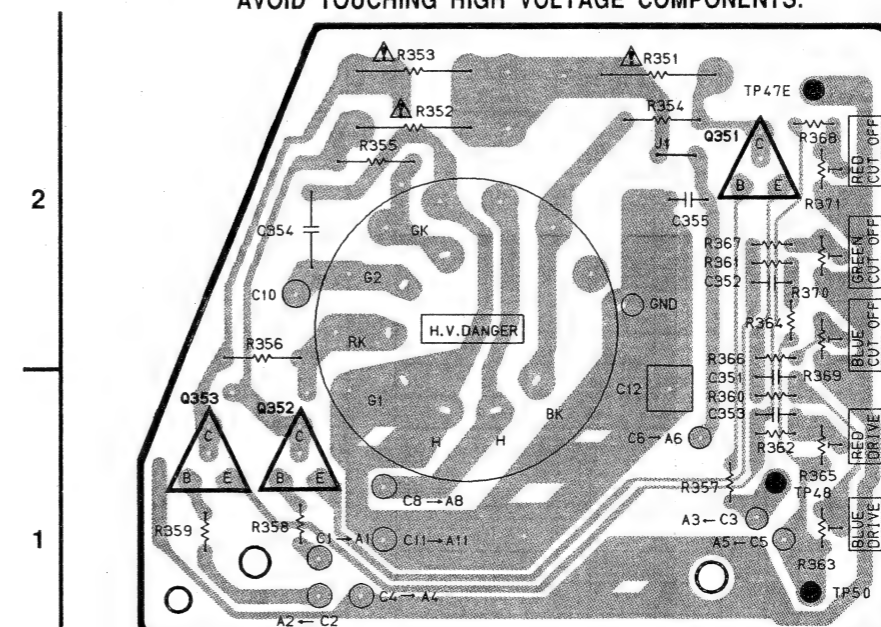 AVOID TOUCHING HIGH VOLTAGE COMPONENTS.
R353
R351
TP47E
R352
R354
Q351
R368
RED
CUT OFF
R355
J1
C
B
E
R371
2
C354
GK
C355
R367
R361
C352
GREEN
CUT OFF
C10
G2
GND
R370
R364
H.V.DANGER
RK
BLUE
CUT OFF
R356
R366
C351
R369
Q353
Q352
G1
C12
R360
BK
C353
C
C
H
H
C6→A6
R362
RED
DRIVE
B
E
B
E
R357
R365
TP48
C8→A8
R359
R358
C1→A1
C11→A11
A3←C3
A5←C5
BLUE
DRIVE
1
R363
TP50
C4→A4
A2←C2